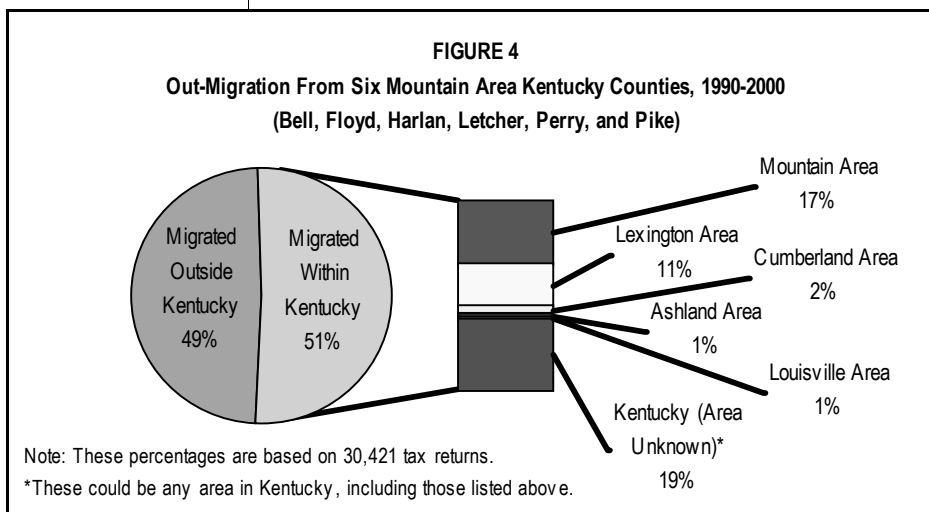 FIGURE 4
Out-Migration From Six Mountain Area Kentucky Counties, 1990-2000
(Bell, Floyd, Harlan, Letcher, Perry, and Pike)
Migrated
Outside
Kentucky
49%
Migrated
Within
Kentucky
51%
Mountain Area
17%
Lexington Area
11%
Cumberland Area
2%
Ashland Area
1%
Louisville Area
1%
Kentucky (Area
Unknown)*
19%
Note: These percentages are based on 30,421 tax returns.
*These could be any area in Kentucky, including those listed above.